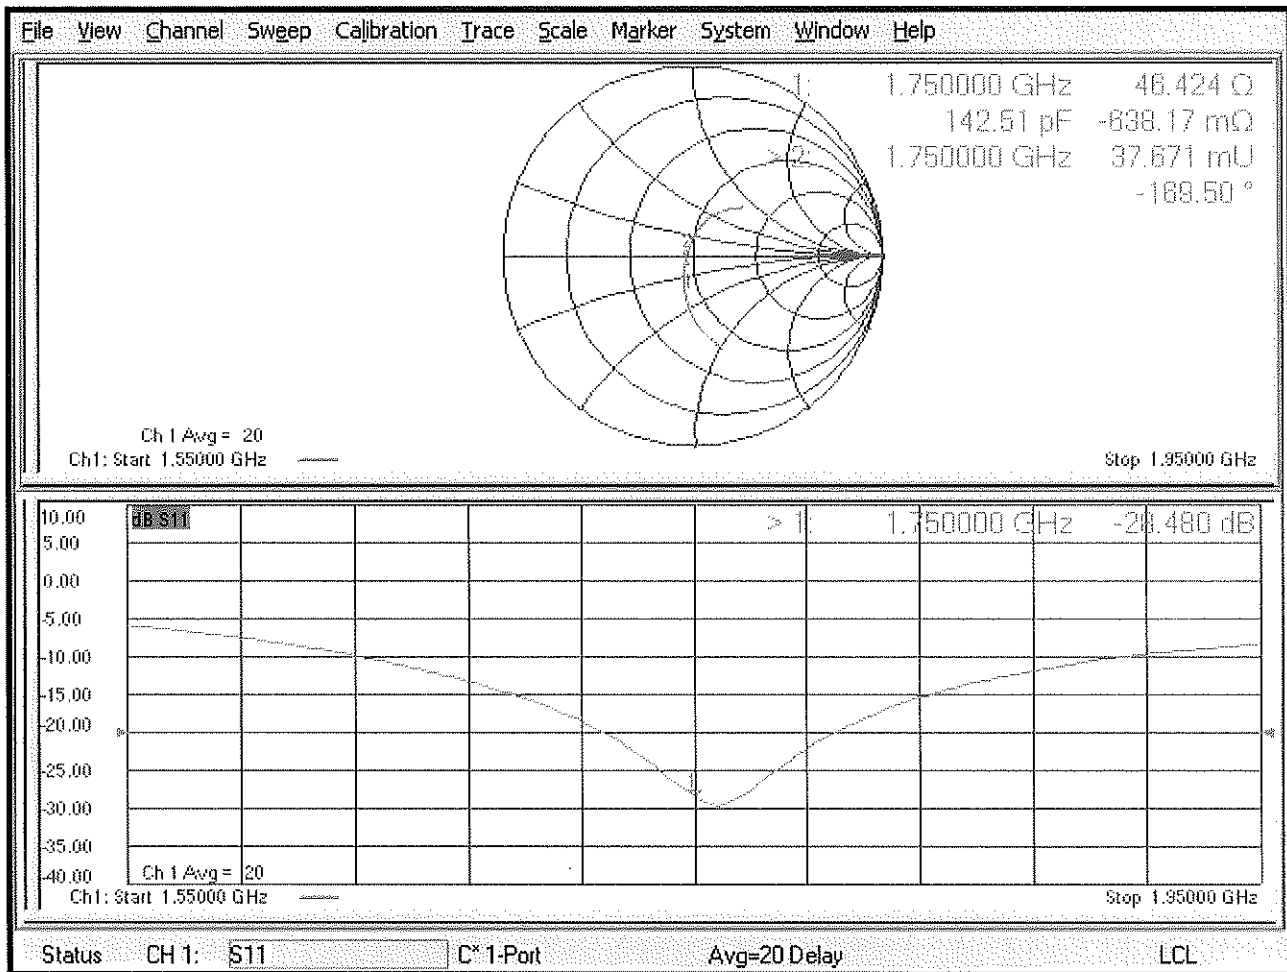 File View Channel Sweep Calibration Trace Scale Marker System Window Help
1: 1.750000 GHz 46.424 Ω
142.51 pF -638.17 mΩ
> 2: 1.750000 GHz 37.671 mU
-169.50 °
Ch 1 Avg = 20
Ch1: Start 1.55000 GHz Stop 1.95000 GHz
10.00 dB S11 > 1: 1.750000 GHz -28.480 dB
5.00
0.00
-5.00
-10.00
-15.00
-20.00
-25.00
-30.00
-35.00
-40.00 Ch 1 Avg = 20
Ch1: Start 1.55000 GHz Stop 1.95000 GHz
Status CH 1: S11 C* 1-Port Avg=20 Delay LCL